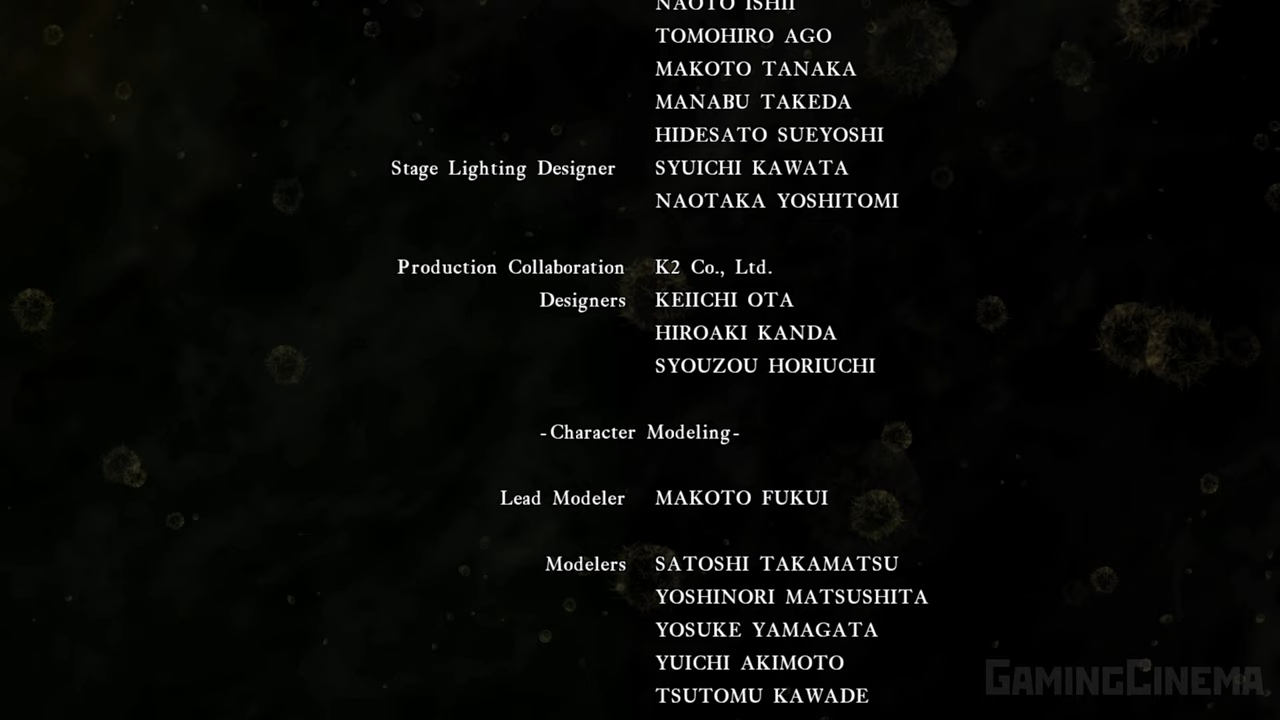 NAOTO ISHII
TOMOHIRO AGO
MAKOTO TANAKA
MANABU TAKEDA
HIDESATO SUEYOSHI
Stage Lighting Designer SYUICHI KAWATA
NAOTAKA YOSHITOMI
Production Collaboration K2 Co., Ltd.
Designers KEIICHI OTA
HIROAKI KANDA
SYOUZOU HORIUCHI
-Character Modeling-
Lead Modeler MAKOTO FUKUI
Modelers SATOSHI TAKAMATSU
YOSHINORI MATSUSHITA
YOSUKE YAMAGATA
YUICHI AKIMOTO
TSUTOMU KAWADE
GAMINGCINEMA